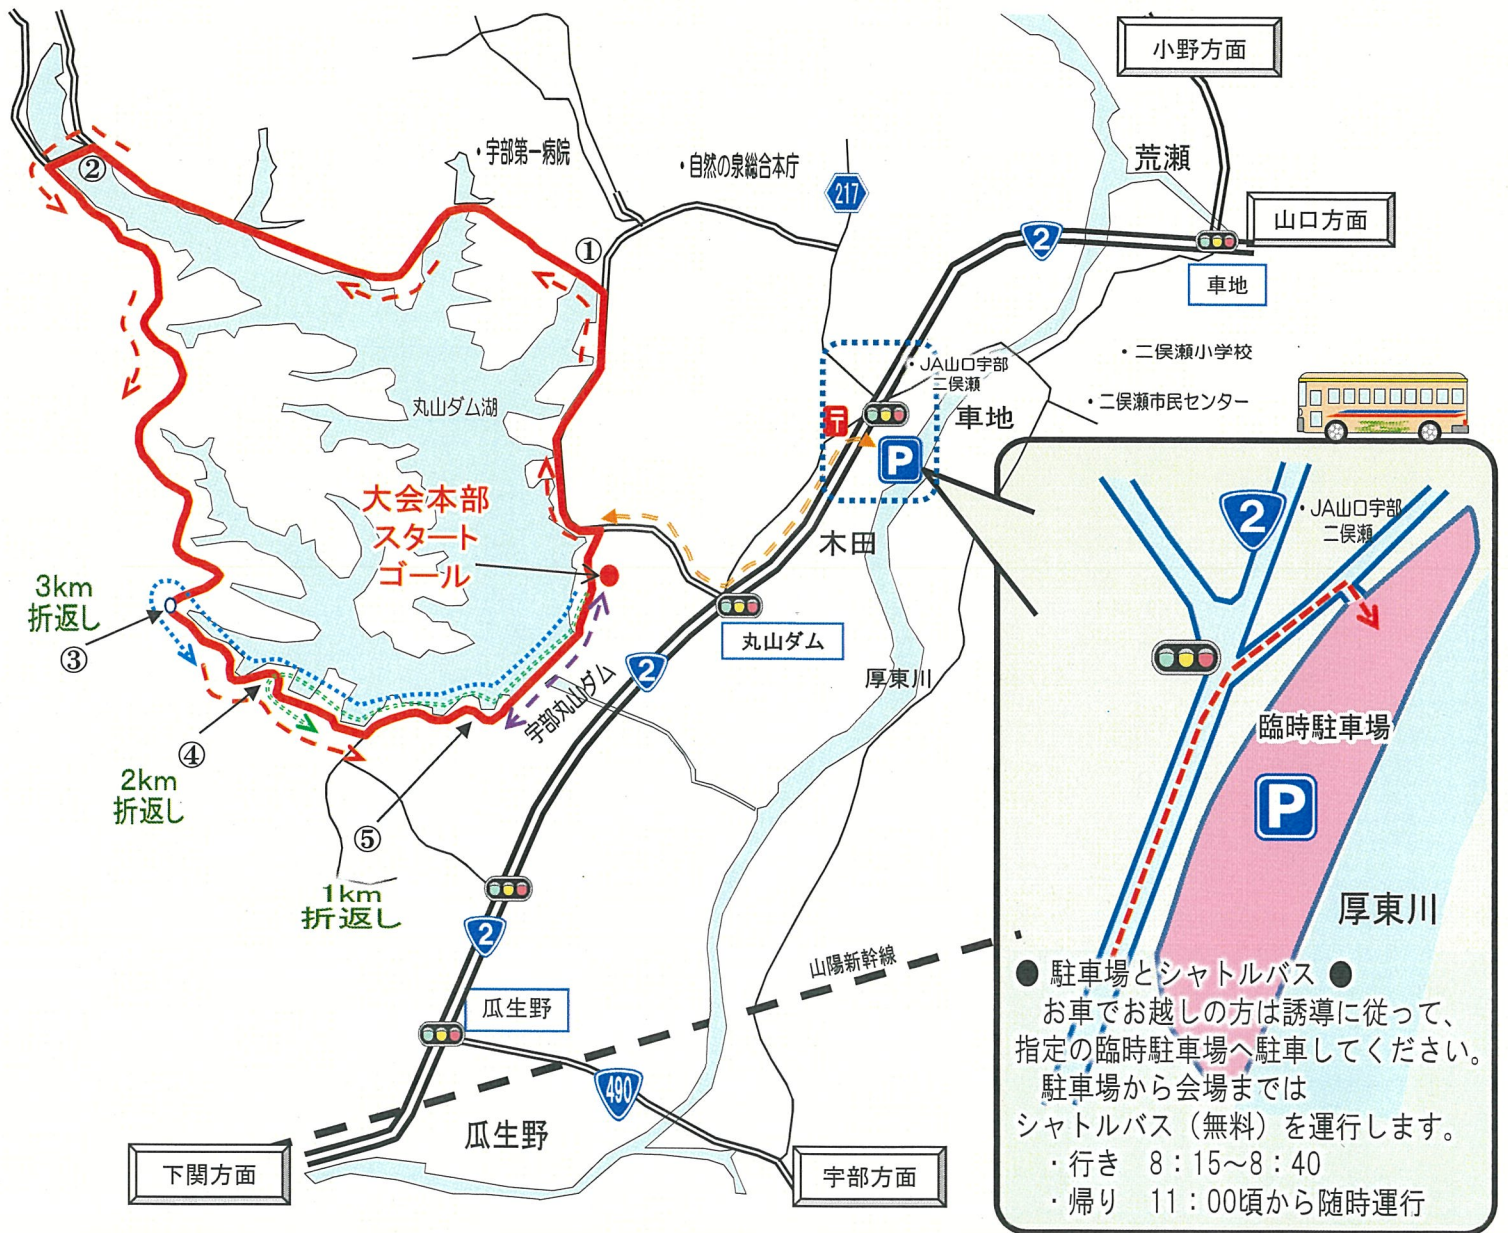 小野方面
荒瀬
山口方面
車地
2
217
・宇部第一病院
・自然の泉総合本庁
①
②
丸山ダム湖
・JA山口宇部
二俣瀬
・二俣瀬小学校
・二俣瀬市民センター
車地
〒
P
木田
大会本部
スタート
ゴール
丸山ダム
2
厚東川
宇部丸山ダム
3km
折返し
③
④
2km
折返し
⑤
1km
折返し
2
山陽新幹線
瓜生野
490
瓜生野
下関方面
宇部方面
2
・JA山口宇部
二俣瀬
臨時駐車場
P
厚東川
● 駐車場とシャトルバス ●
お車でお越しの方は誘導に従って、
指定の臨時駐車場へ駐車してください。
駐車場から会場までは
シャトルバス（無料）を運行します。
・行き 8：15～8：40
・帰り 11：00頃から随時運行